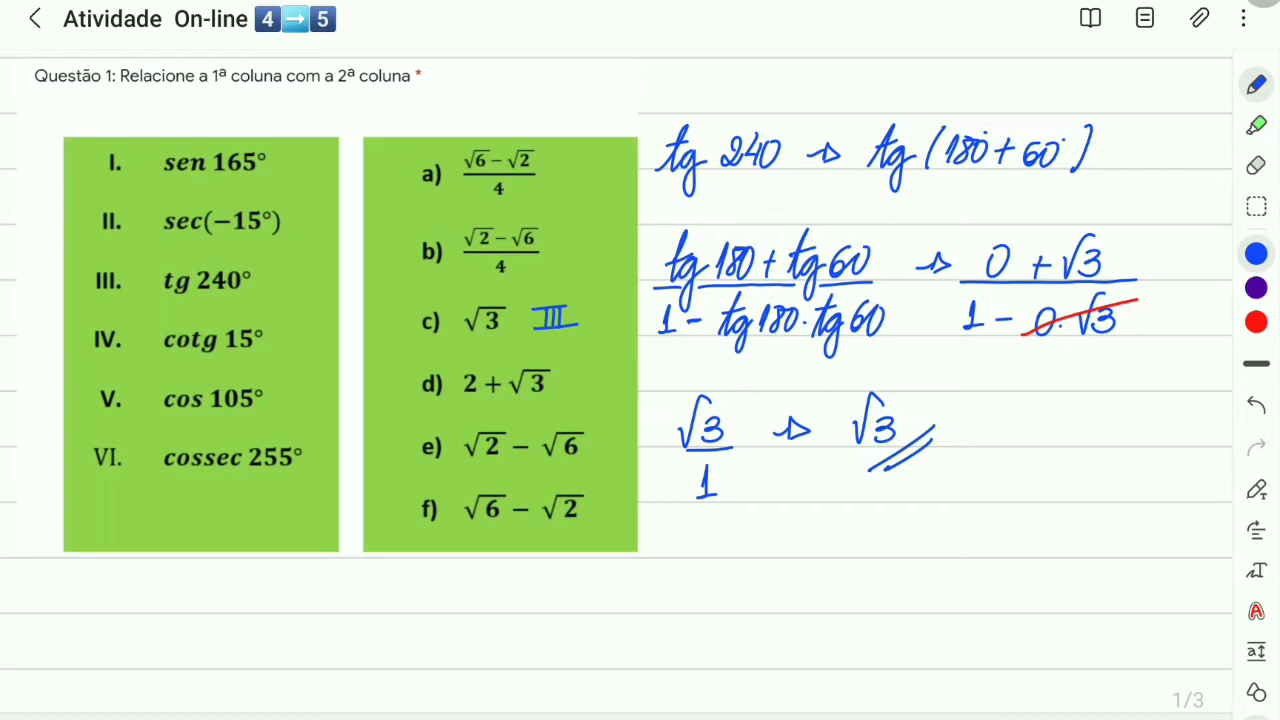 Atividade On-line 4➡5
Questão 1: Relacione a 1ª coluna com a 2ª coluna *
I. sen 165°
II. sec(−15°)
III. tg 240°
IV. cotg 15°
V. cos 105°
VI. cossec 255°
a) (√6 − √2)/4
b) (√2 − √6)/4
c) √3 III
d) 2 + √3
e) √2 − √6
f) √6 − √2
tg 240 → tg (180° + 60°)
tg 180 + tg 60 → 0 + √3
1 − tg 180 . tg 60 1 − 0 . √3
√3 → √3
1
A
a
1/3